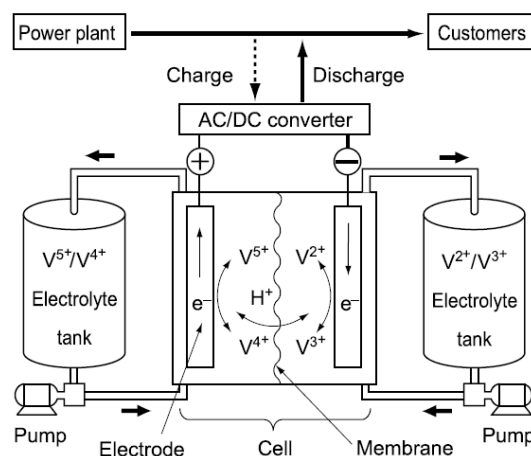 Power plant
Customers
Charge
Discharge
AC/DC converter
+
−
V⁵⁺/V⁴⁺
Electrolyte
tank
V⁵⁺
V²⁺
H⁺
e⁻
e⁻
V⁴⁺
V³⁺
V²⁺/V³⁺
Electrolyte
tank
Pump
Electrode
Cell
Membrane
Pump